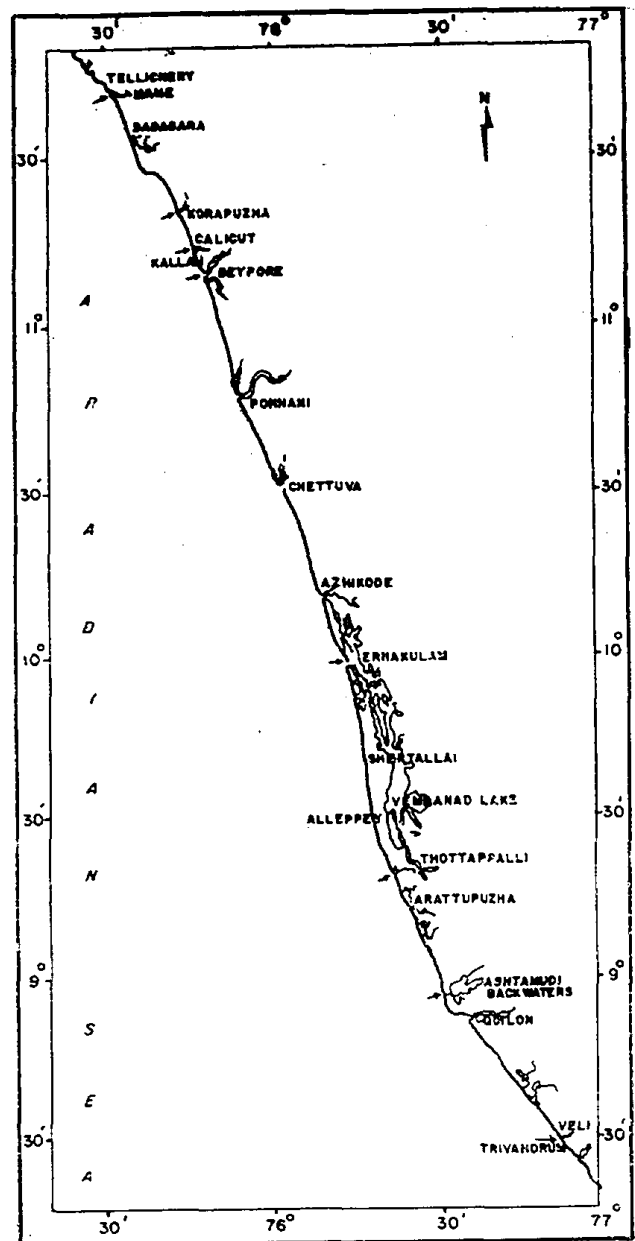 30' 76° 30' 77°
TELLICHERY
MAHE
BADAGARA
N
30' 30'
KORAPUZHA
CALICUT
KALLAI
BEYPORE
A
11° 11°
R
PONNANI
30' 30'
CHETTUVA
A
AZHIKODE
D
10° 10°
ERNAKULAM
I
SHERTALLAI
A
VEMBANAD LAKE
30' 30'
ALLEPPEY
THOTTAPPALLI
N
ARATTUPUZHA
9° 9°
ASHTAMUDI
BACKWATERS
QUILON
S
E
30' 30'
VELI
TRIVANDRUM
A
30' 76° 30' 77°